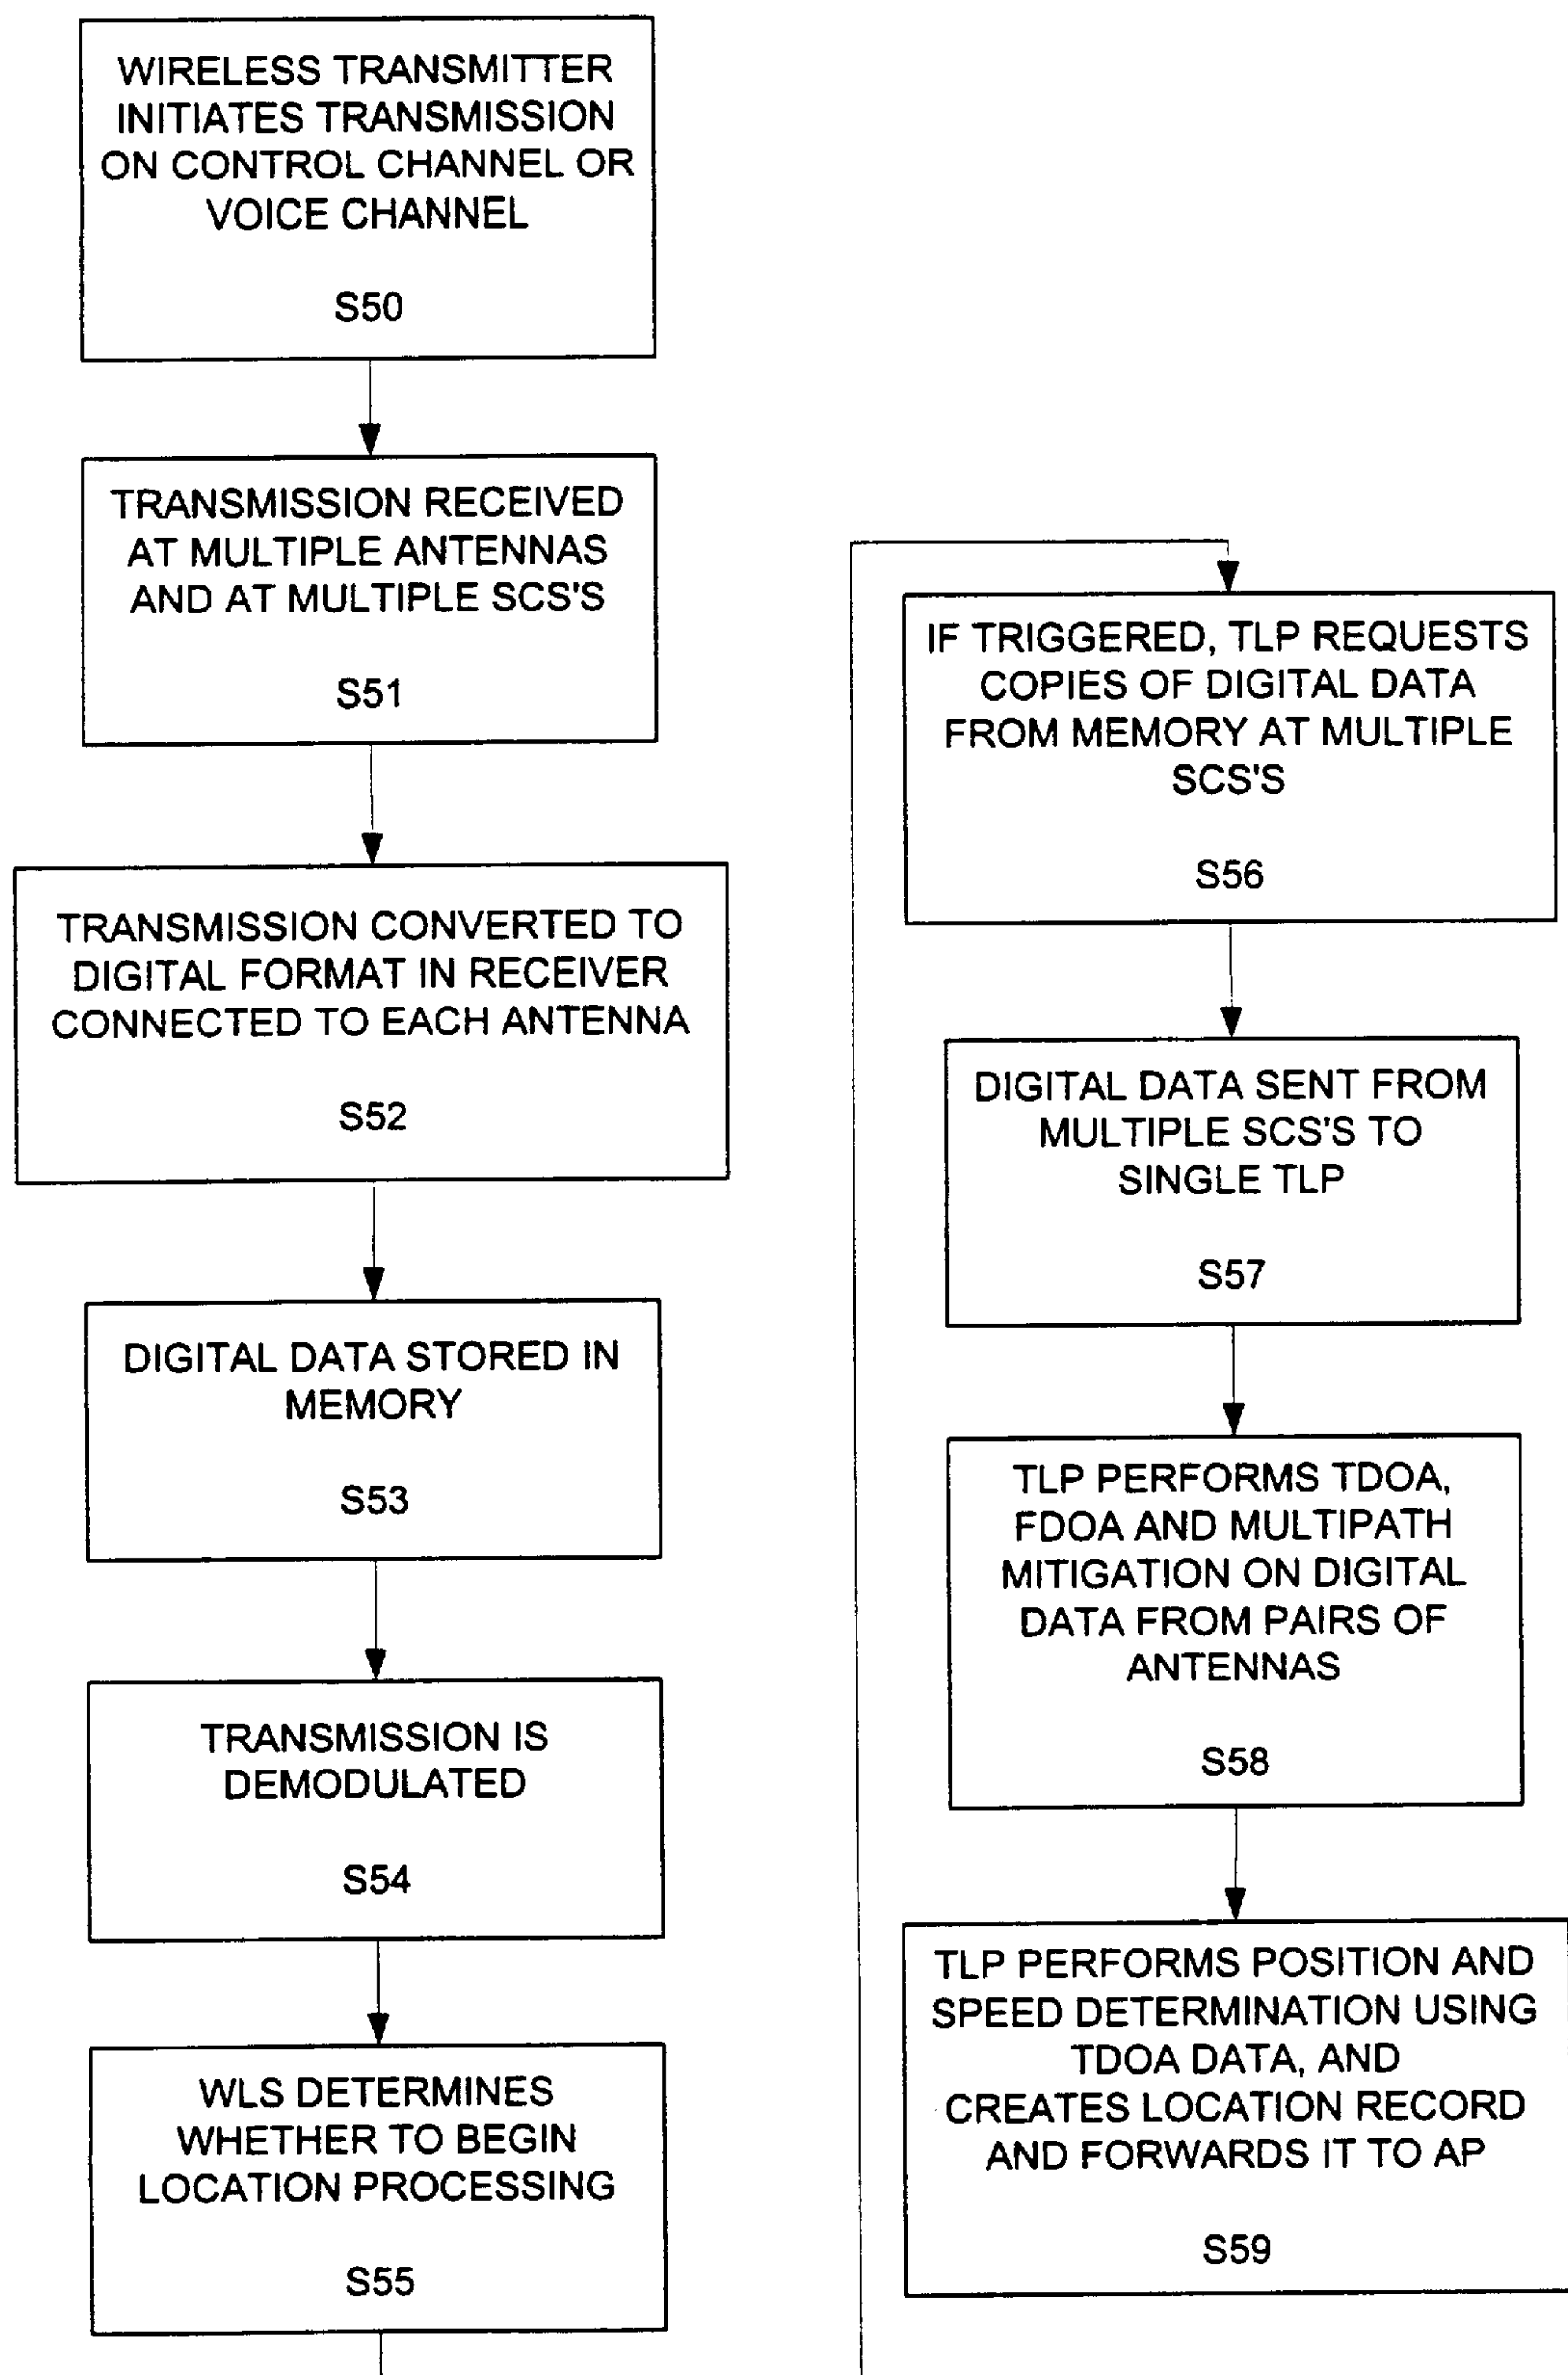 WIRELESS TRANSMITTER
INITIATES TRANSMISSION
ON CONTROL CHANNEL OR
VOICE CHANNEL
S50
TRANSMISSION RECEIVED
AT MULTIPLE ANTENNAS
AND AT MULTIPLE SCS'S
S51
TRANSMISSION CONVERTED TO
DIGITAL FORMAT IN RECEIVER
CONNECTED TO EACH ANTENNA
S52
DIGITAL DATA STORED IN
MEMORY
S53
TRANSMISSION IS
DEMODULATED
S54
WLS DETERMINES
WHETHER TO BEGIN
LOCATION PROCESSING
S55
IF TRIGGERED, TLP REQUESTS
COPIES OF DIGITAL DATA
FROM MEMORY AT MULTIPLE
SCS'S
S56
DIGITAL DATA SENT FROM
MULTIPLE SCS'S TO
SINGLE TLP
S57
TLP PERFORMS TDOA,
FDOA AND MULTIPATH
MITIGATION ON DIGITAL
DATA FROM PAIRS OF
ANTENNAS
S58
TLP PERFORMS POSITION AND
SPEED DETERMINATION USING
TDOA DATA, AND
CREATES LOCATION RECORD
AND FORWARDS IT TO AP
S59